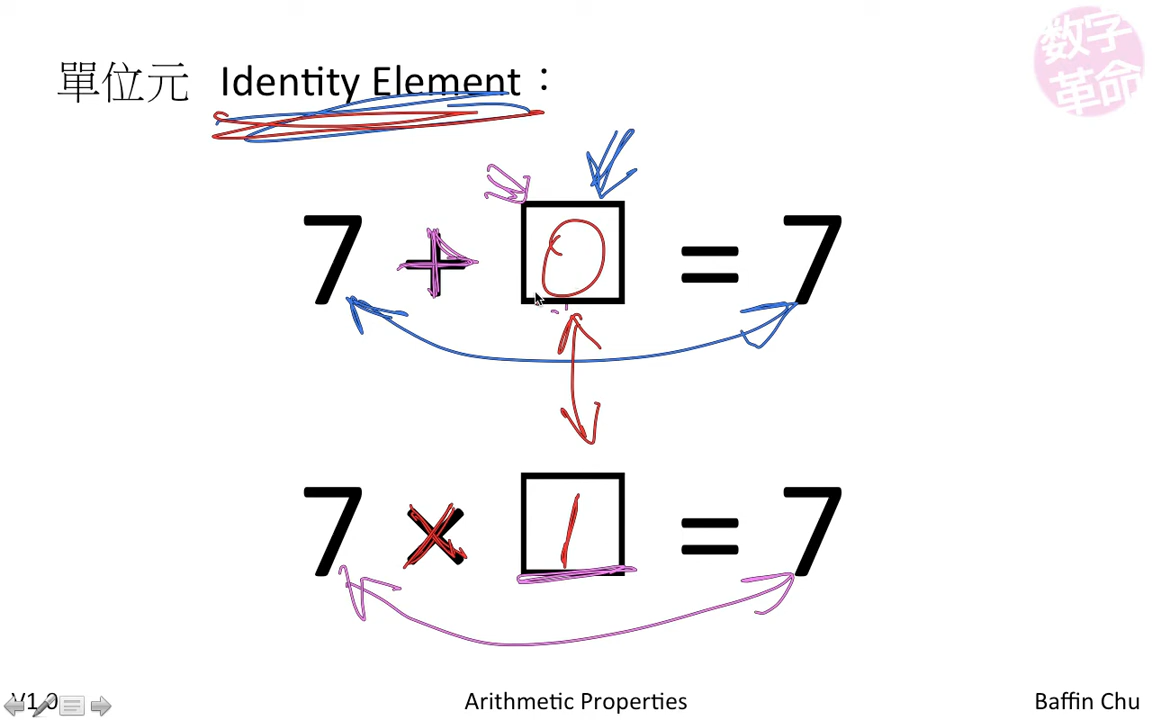 單位元 Identity Element：
数字
革命
7 + 0 = 7
7 × 1 = 7
V1.0 Arithmetic Properties Baffin Chu